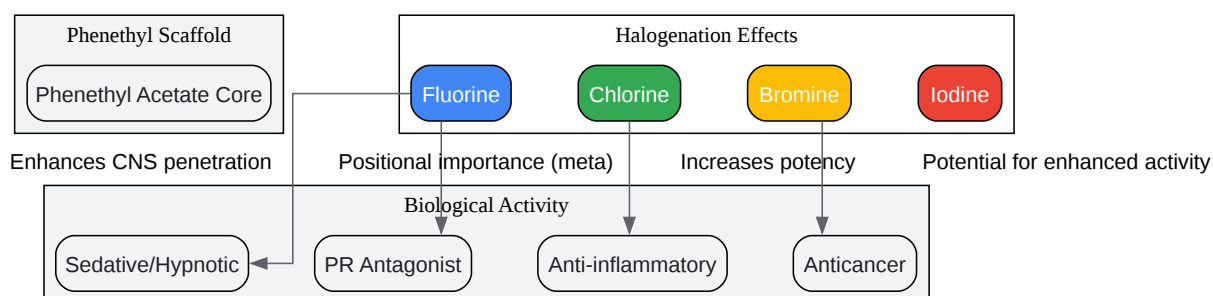 Phenethyl Scaffold
Halogenation Effects
Phenethyl Acetate Core
Fluorine
Chlorine
Bromine
Iodine
Enhances CNS penetration
Positional importance (meta)
Increases potency
Potential for enhanced activity
Biological Activity
Sedative/Hypnotic
PR Antagonist
Anti-inflammatory
Anticancer